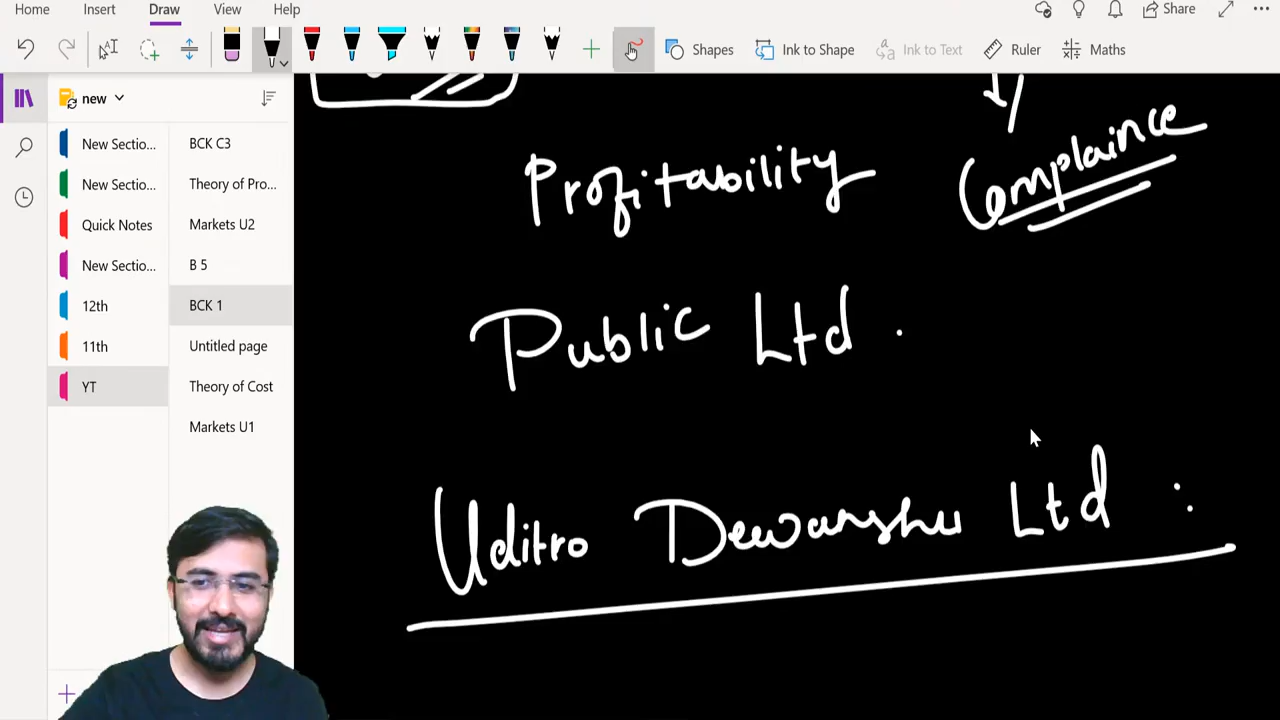 Home Insert Draw View Help Share
Shapes Ink to Shape Ink to Text Ruler Maths
new
New Sectio... BCK C3
New Sectio... Theory of Pro...
Quick Notes Markets U2
New Sectio... B 5
12th BCK 1
11th Untitled page
YT Theory of Cost
Markets U1
Profitability Complaince
Public Ltd.
Uditro Dewanshu Ltd :